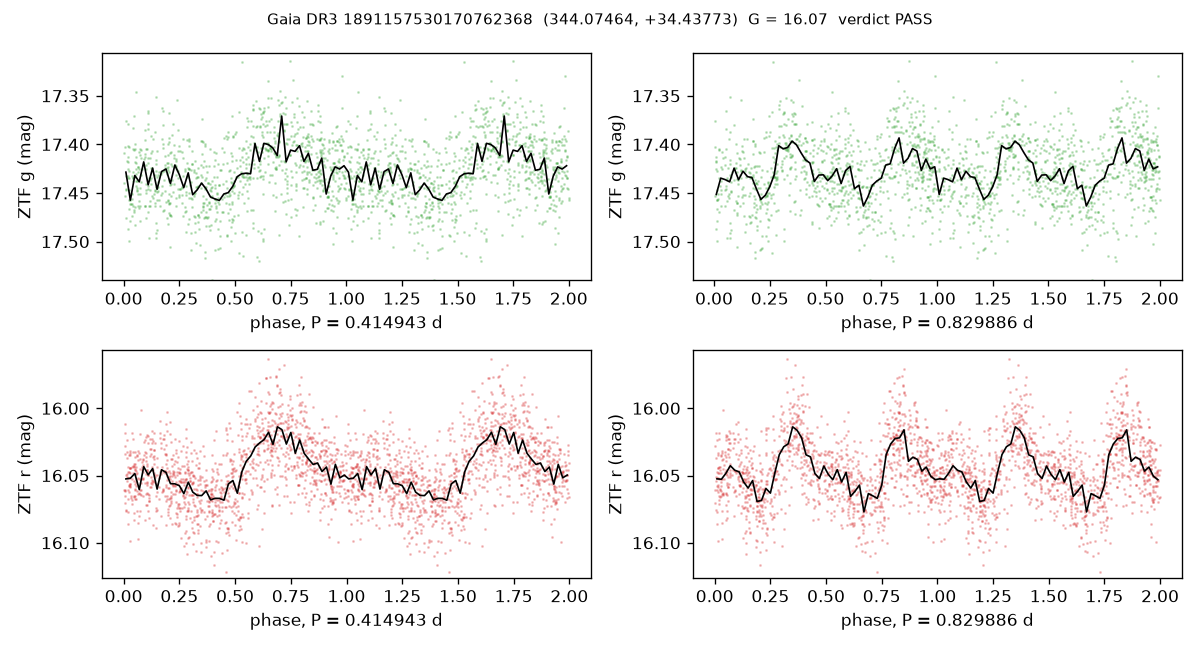 Gaia DR3 1891157530170762368  (344.07464, +34.43773)  G = 16.07  verdict PASS
ZTF g (mag)
17.35
17.40
17.45
17.50
0.00 0.25 0.50 0.75 1.00 1.25 1.50 1.75 2.00
phase, P = 0.414943 d
ZTF g (mag)
17.35
17.40
17.45
17.50
0.00 0.25 0.50 0.75 1.00 1.25 1.50 1.75 2.00
phase, P = 0.829886 d
ZTF r (mag)
16.00
16.05
16.10
0.00 0.25 0.50 0.75 1.00 1.25 1.50 1.75 2.00
phase, P = 0.414943 d
ZTF r (mag)
16.00
16.05
16.10
0.00 0.25 0.50 0.75 1.00 1.25 1.50 1.75 2.00
phase, P = 0.829886 d